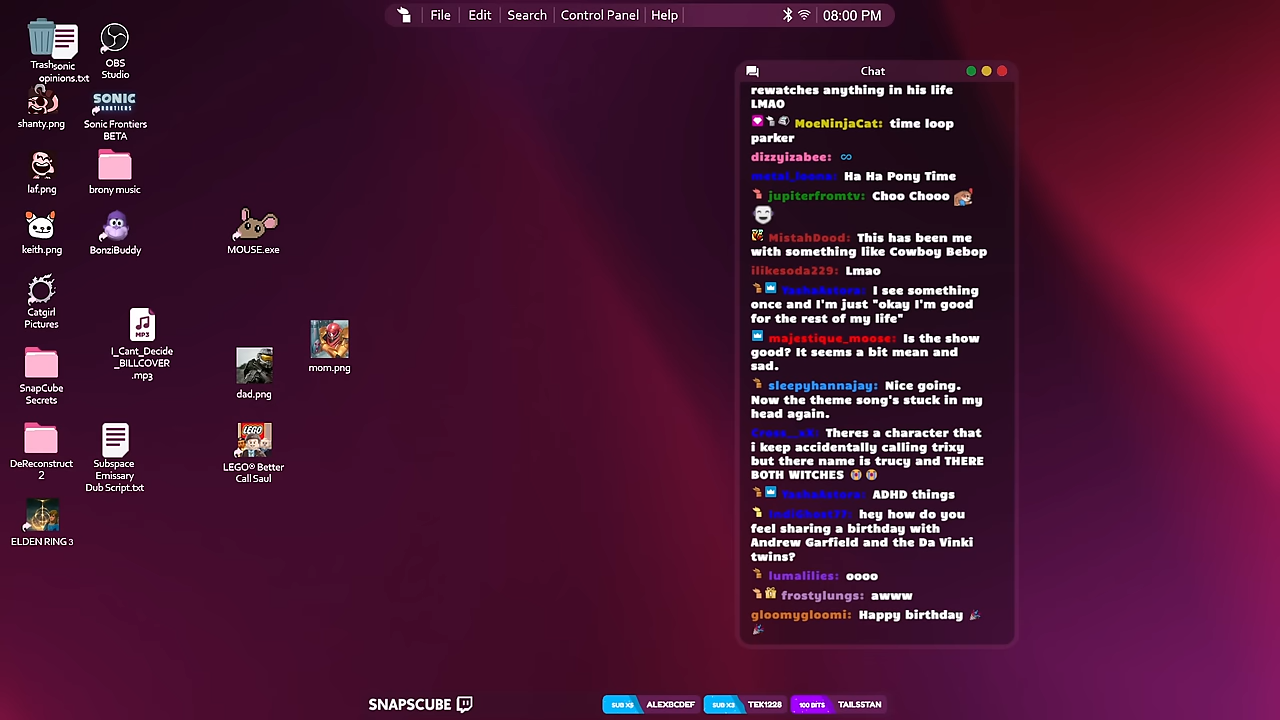 File Edit Search Control Panel Help 08:00 PM
Trash
sonic
opinions.txt
OBS
Studio
shanty.png
SONIC
FRONTIERS
Sonic Frontiers
BETA
laf.png
brony music
keith.png
BonziBuddy
MOUSE.exe
Catgirl
Pictures
MP3
I_Cant_Decide
_BILLCOVER
.mp3
mom.png
SnapCube
Secrets
dad.png
DeReconstruct
2
Subspace
Emissary
Dub Script.txt
LEGO
LEGO® Better
Call Saul
ELDEN RING 3
Chat
rewatches anything in his life
LMAO
MoeNinjaCat: time loop
parker
dizzyizabee: ∞
Ha Ha Pony Time
jupiterfromtv: Choo Chooo
MistahDood: This has been me
with something like Cowboy Bebop
ilikesoda229: Lmao
I see something
once and I'm just "okay I'm good
for the rest of my life"
majestique_moose: Is the show
good? It seems a bit mean and
sad.
sleepyhannajay: Nice going.
Now the theme song's stuck in my
head again.
Theres a character that
i keep accidentally calling trixy
but there name is trucy and THERE
BOTH WITCHES 😭😭
ADHD things
hey how do you
feel sharing a birthday with
Andrew Garfield and the Da Vinki
twins?
lumalilies: oooo
frostylungs: awww
gloomygloomi: Happy birthday 🎉
🎉
SNAPSCUBE
SUB X5 ALEXBCDEF SUB X3 TEK1228 100 BITS TAILSSTAN